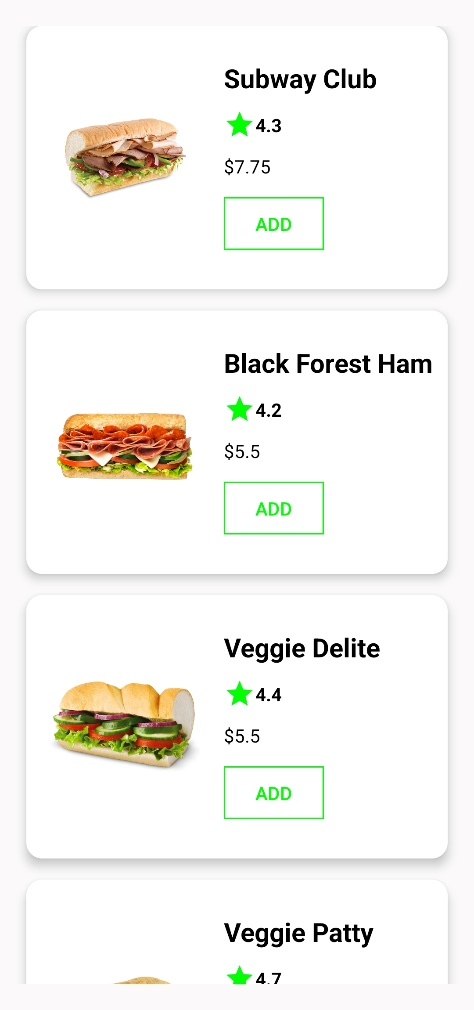 Subway Club
4.3
$7.75
ADD
Black Forest Ham
4.2
$5.5
ADD
Veggie Delite
4.4
$5.5
ADD
Veggie Patty
4.7